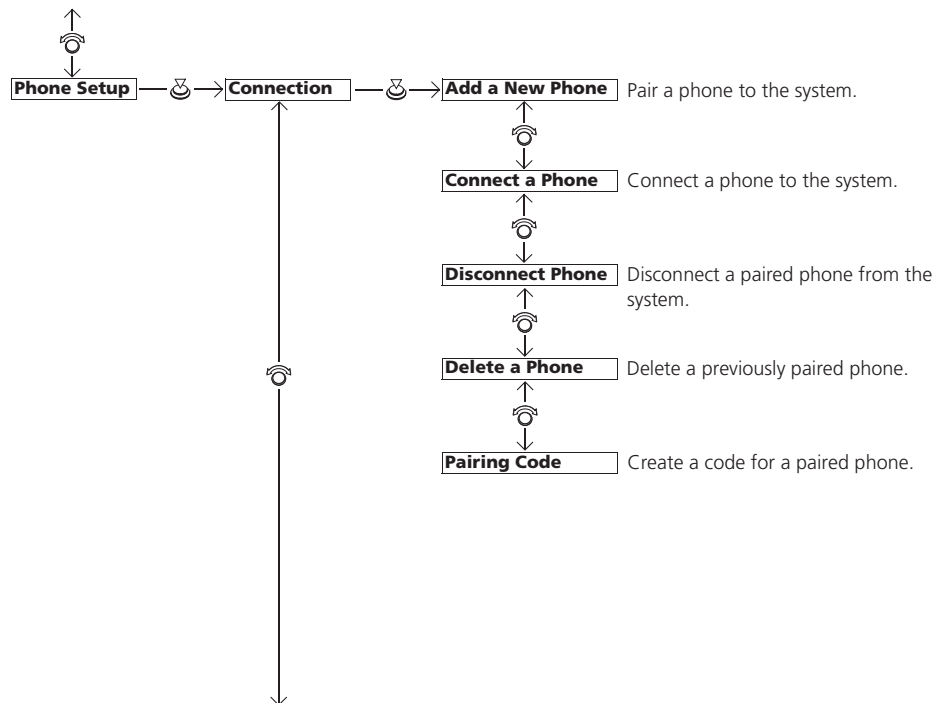 Phone Setup
Connection
Add a New Phone
Pair a phone to the system.
Connect a Phone
Connect a phone to the system.
Disconnect Phone
Disconnect a paired phone from the
system.
Delete a Phone
Delete a previously paired phone.
Pairing Code
Create a code for a paired phone.